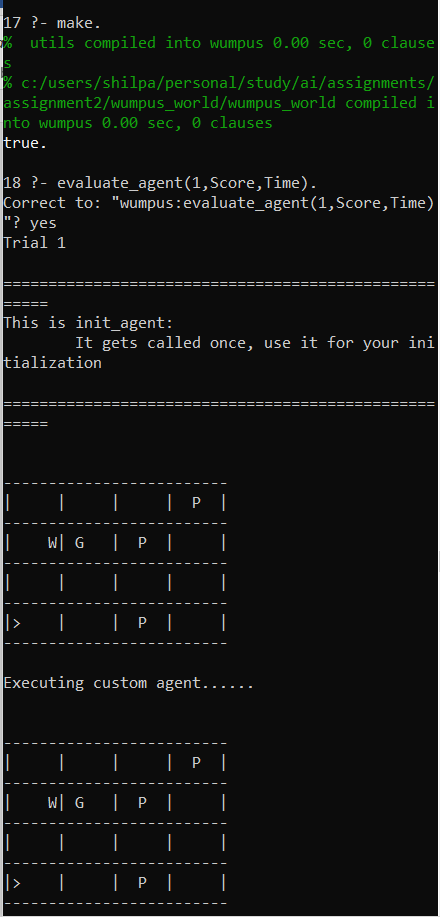 17 ?- make.
%  utils compiled into wumpus 0.00 sec, 0 clause
s
% c:/users/shilpa/personal/study/ai/assignments/
assignment2/wumpus_world/wumpus_world compiled i
nto wumpus 0.00 sec, 0 clauses
true.

18 ?- evaluate_agent(1,Score,Time).
Correct to: "wumpus:evaluate_agent(1,Score,Time)
"? yes
Trial 1

================================================
=====
This is init_agent:
        It gets called once, use it for your ini
tialization

================================================
=====


-------------------------
|     |     |     |  P  |
-------------------------
|    W| G   |  P  |     |
-------------------------
|     |     |     |     |
-------------------------
|>    |     |  P  |     |
-------------------------

Executing custom agent......


-------------------------
|     |     |     |  P  |
-------------------------
|    W| G   |  P  |     |
-------------------------
|     |     |     |     |
-------------------------
|>    |     |  P  |     |
-------------------------